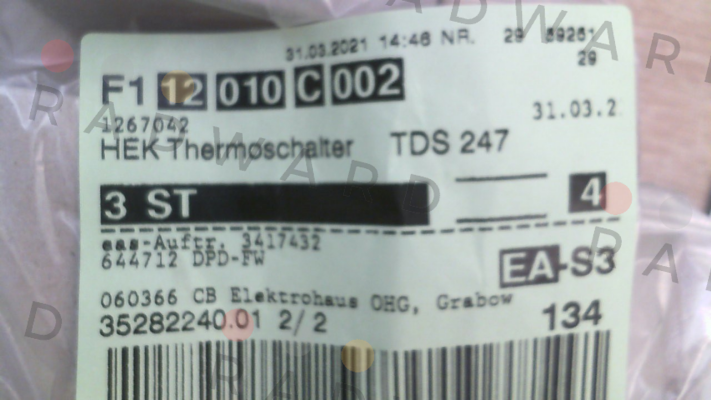 31.03.2021 14:46 NR. 29 59261
29
F1 12 010 C 002
31.03.2
1267042
HEK Thermoschalter TDS 247
3 ST 4
eas-Auftr. 3417432
644712 DPD-FW
EA-S3
060366 CB Elektrohaus OHG, Grabow
35282240.01 2/2 134
RADWARD